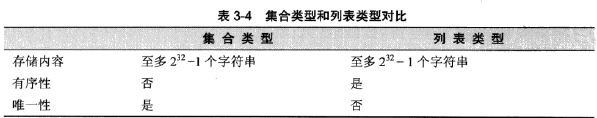 表 3-4 集合类型和列表类型对比
集 合 类 型 列 表 类 型
存储内容 至多 2³²−1 个字符串 至多 2³²−1 个字符串
有序性 否 是
唯一性 是 否